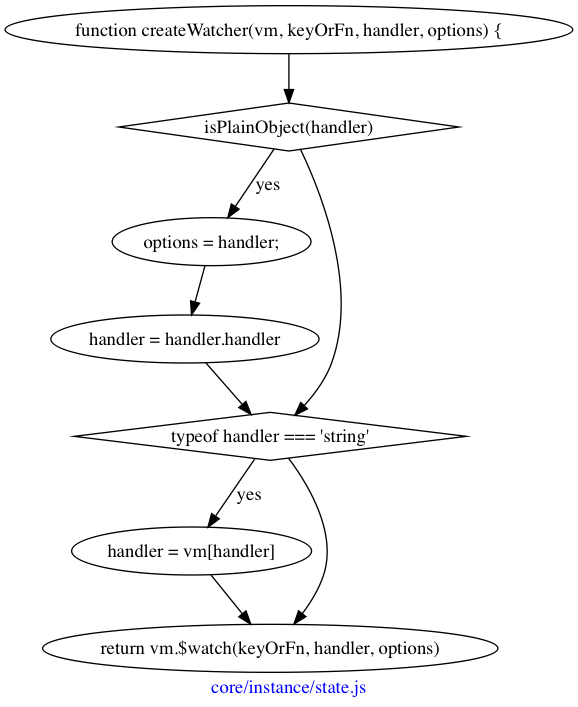 function createWatcher(vm, keyOrFn, handler, options) {
isPlainObject(handler)
yes
options = handler;
handler = handler.handler
typeof handler === 'string'
yes
handler = vm[handler]
return vm.$watch(keyOrFn, handler, options)
core/instance/state.js